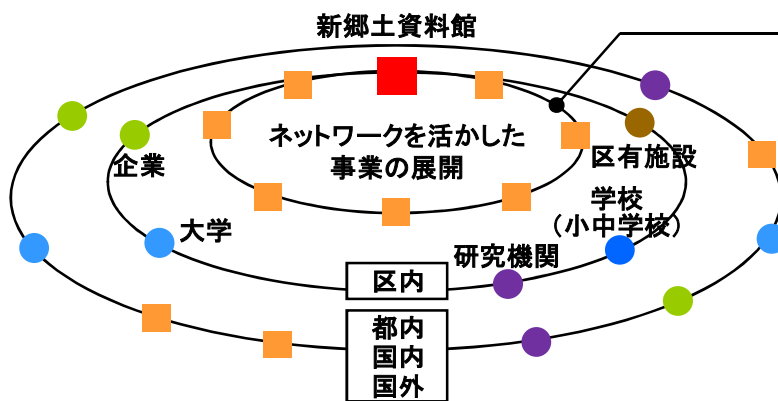 新郷土資料館
ネットワークを活かした
事業の展開
企業
区有施設
学校
（小中学校）
大学
研究機関
区内
都内
国内
国外